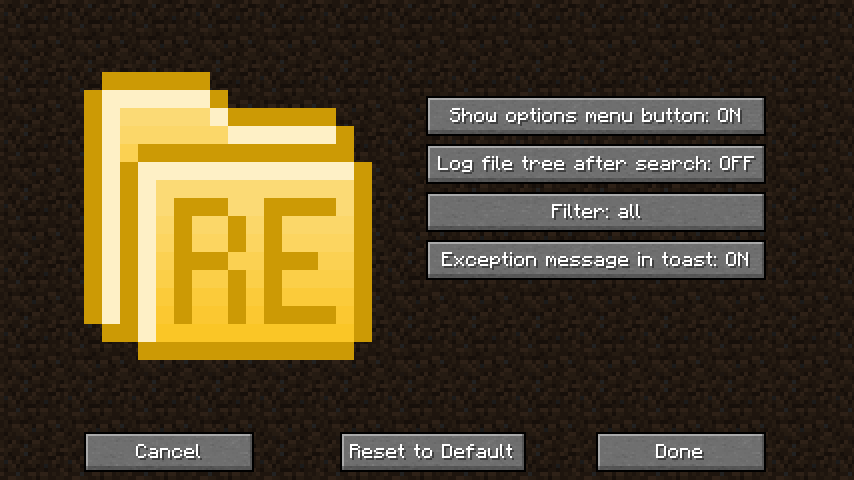 RE
Show options menu button: ON
Log file tree after search: OFF
Filter: all
Exception message in toast: ON
Cancel
Reset to Default
Done